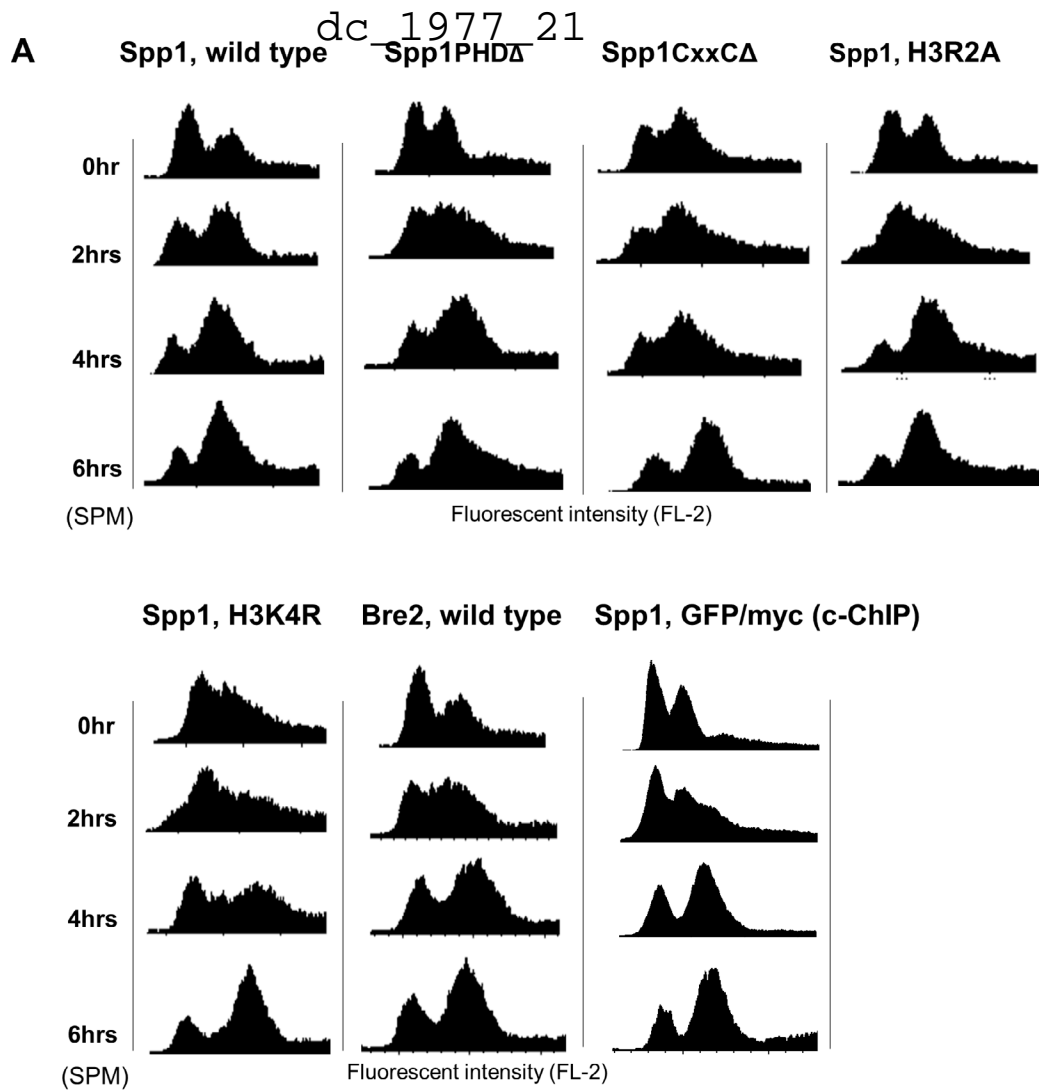 dc_1977_21
A
Spp1, wild type Spp1PHDΔ Spp1CxxCΔ Spp1, H3R2A
0hr
2hrs
4hrs
6hrs
(SPM) Fluorescent intensity (FL-2)
Spp1, H3K4R Bre2, wild type Spp1, GFP/myc (c-ChIP)
0hr
2hrs
4hrs
6hrs
(SPM) Fluorescent intensity (FL-2)